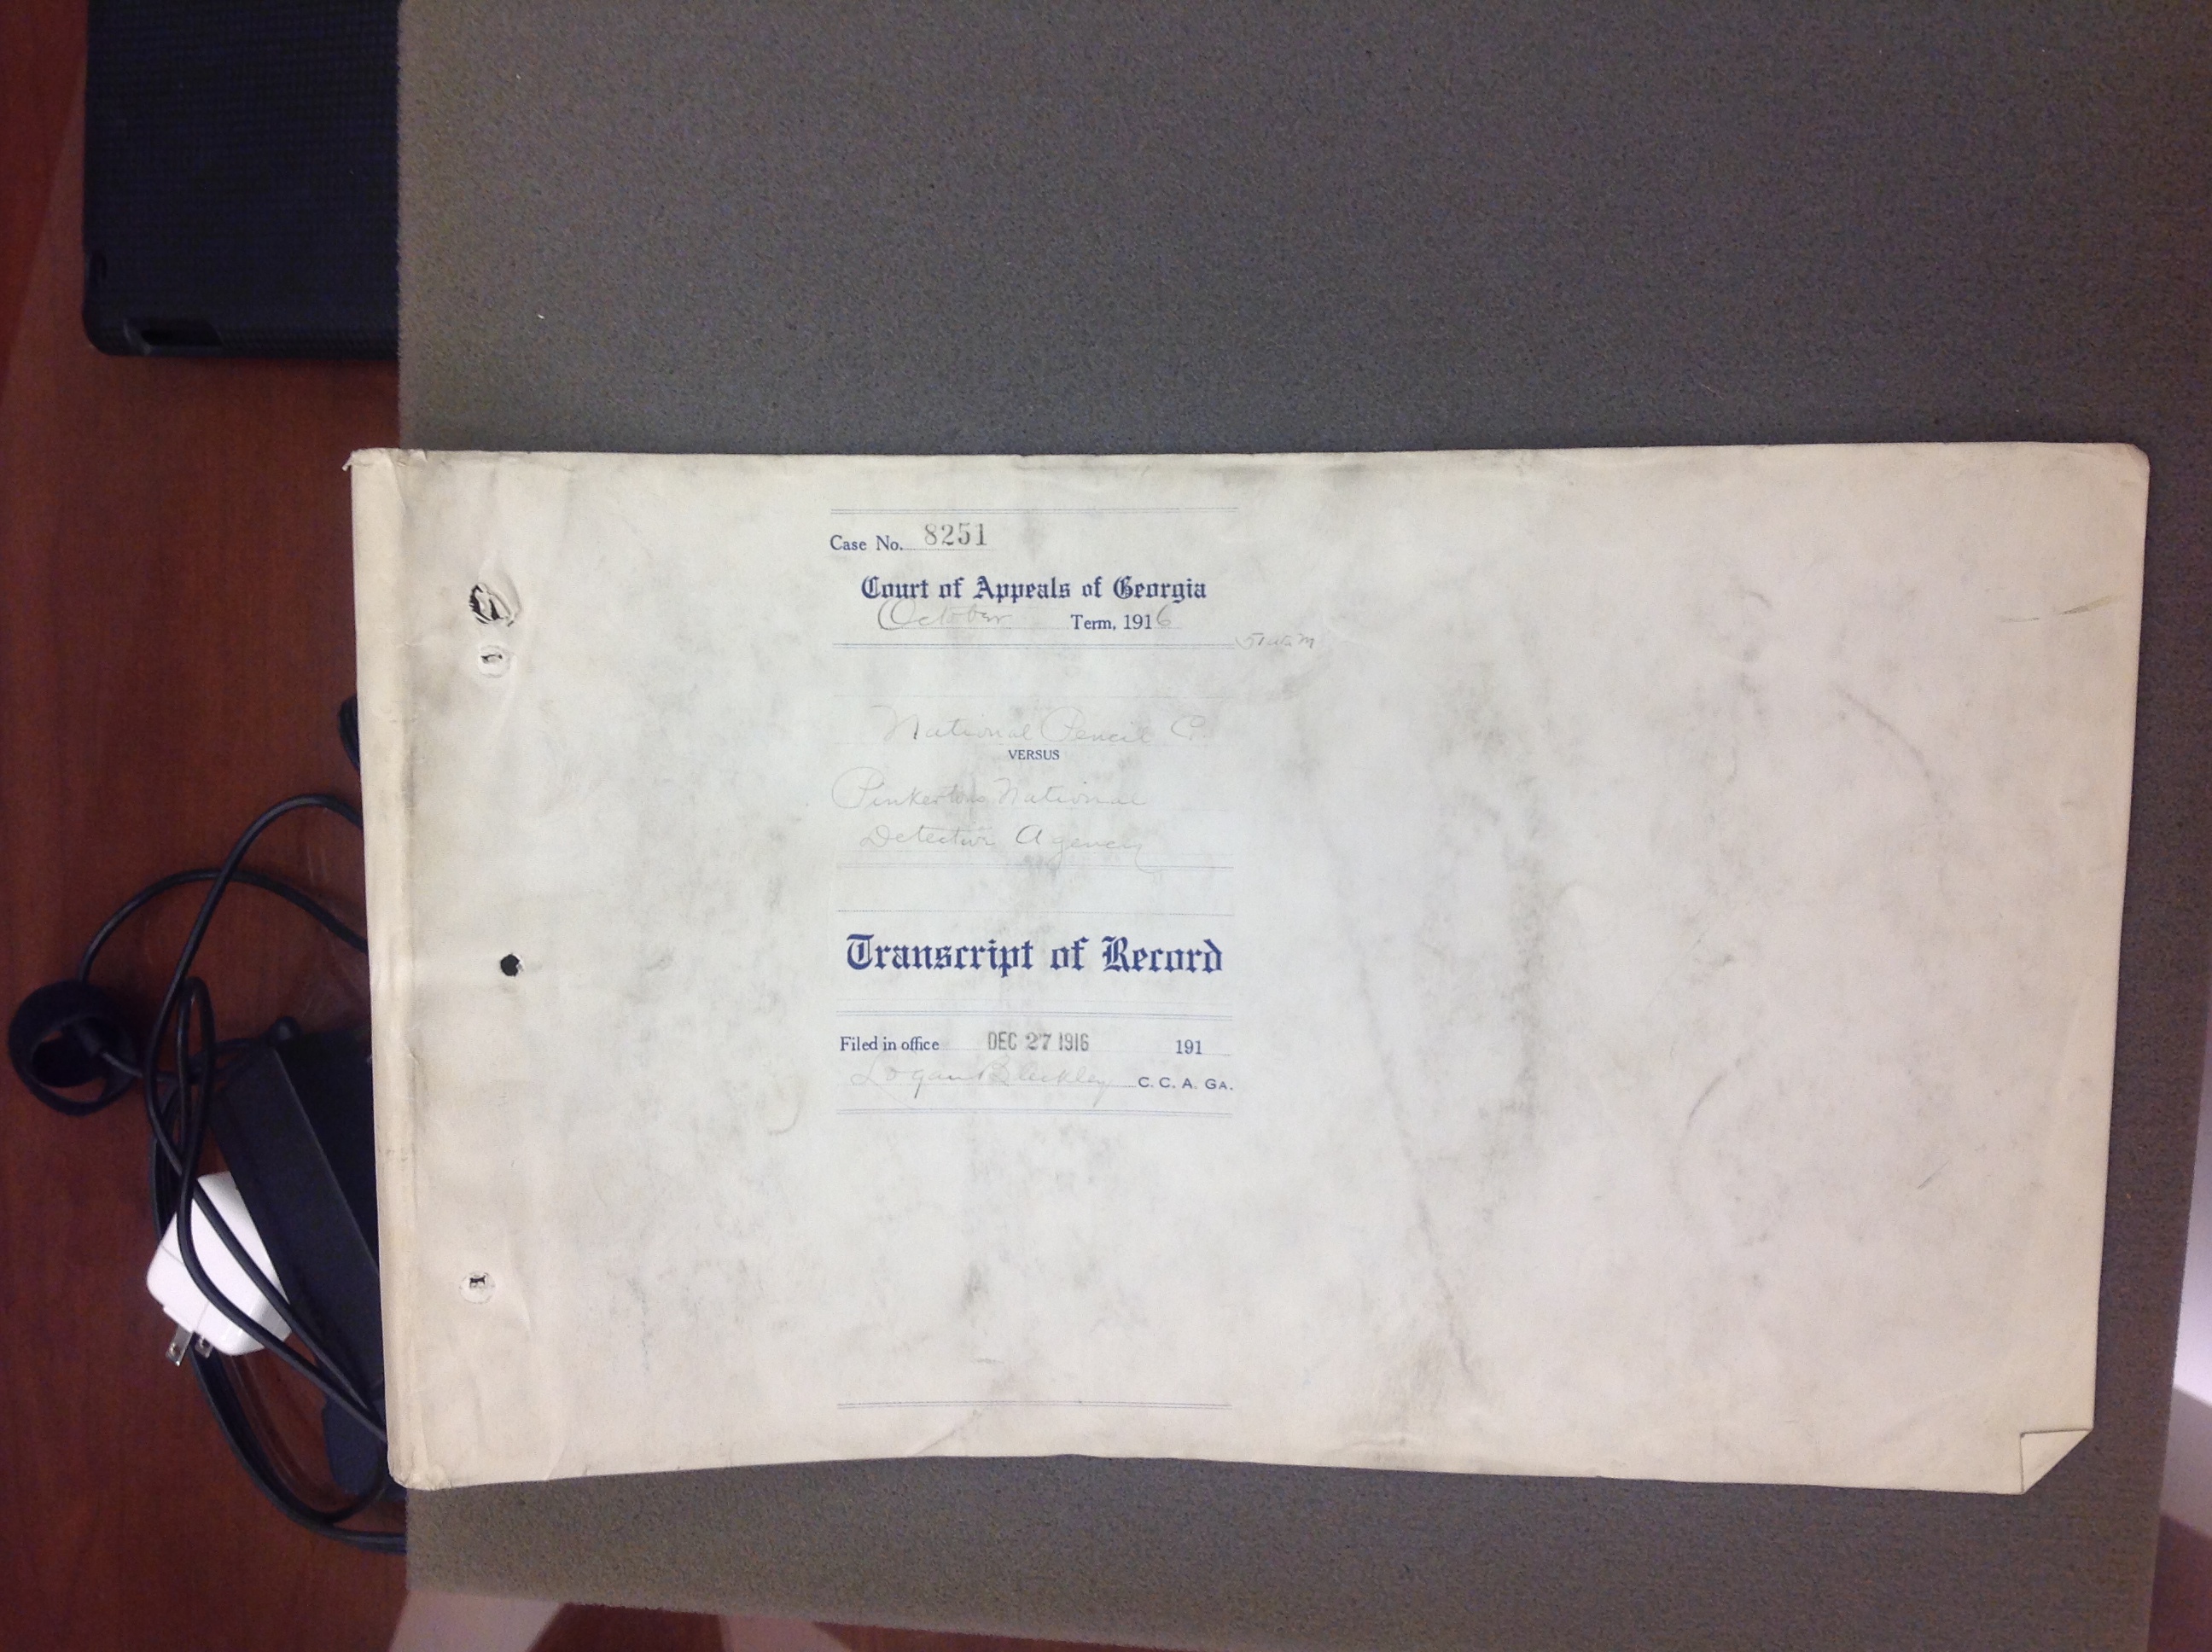 Case No. 8251
Court of Appeals of Georgia
October Term, 1916
National Pencil Co.
VERSUS
Pinkertons National
Detective Agency
Transcript of Record
Filed in office DEC 27 1916 191
Logan Bleckley C. C. A. GA.